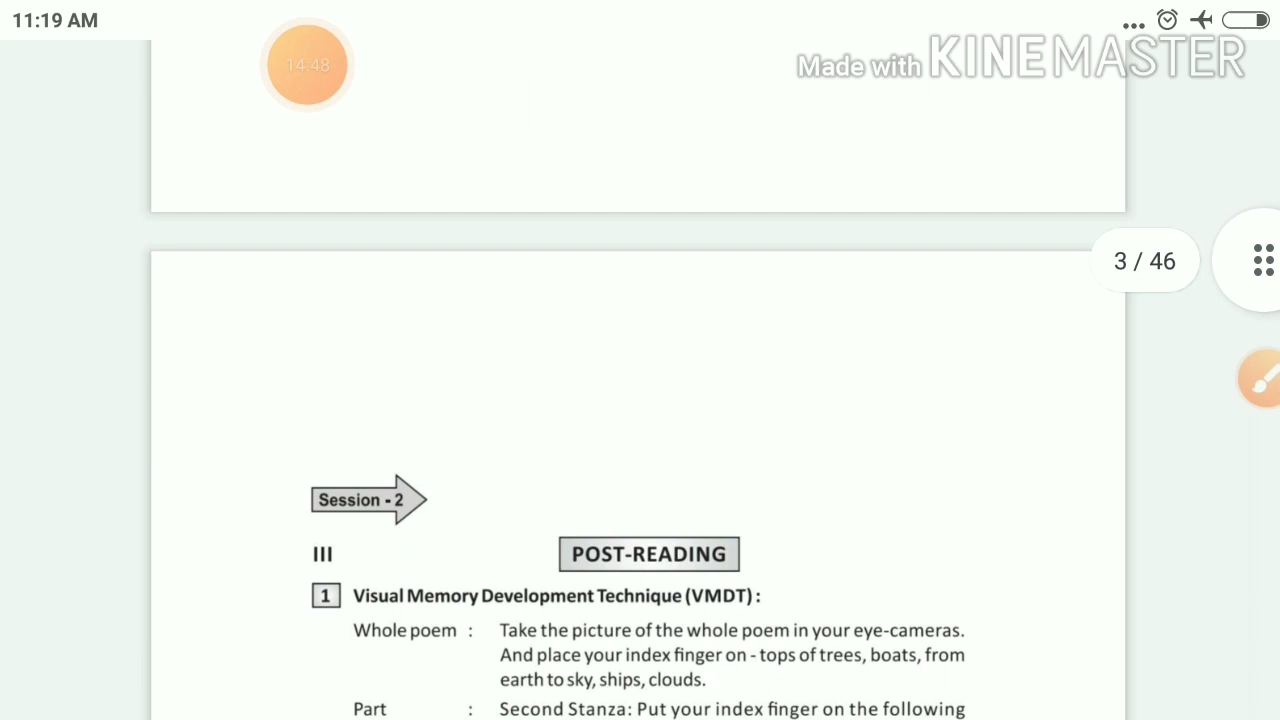 11:19 AM
14:48
Made with KINEMASTER
3 / 46
Session - 2
III
POST-READING
1 Visual Memory Development Technique (VMDT) :
Whole poem : Take the picture of the whole poem in your eye-cameras.
And place your index finger on - tops of trees, boats, from
earth to sky, ships, clouds.
Part : Second Stanza: Put your index finger on the following